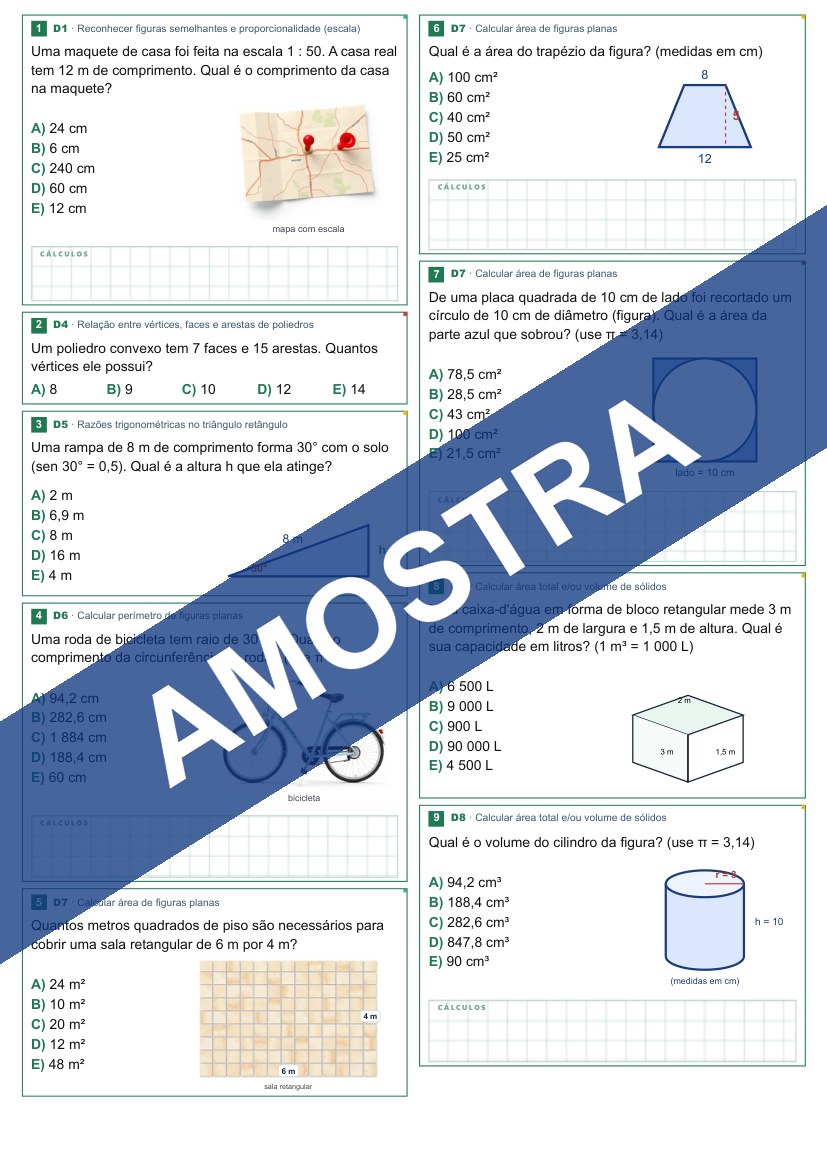 1 D1 · Reconhecer figuras semelhantes e proporcionalidade (escala)
Uma maquete de casa foi feita na escala 1 : 50. A casa real
tem 12 m de comprimento. Qual é o comprimento da casa
na maquete?
A) 24 cm
B) 6 cm
C) 240 cm
D) 60 cm
E) 12 cm
mapa com escala
CÁLCULOS
2 D4 · Relação entre vértices, faces e arestas de poliedros
Um poliedro convexo tem 7 faces e 15 arestas. Quantos
vértices ele possui?
A) 8 B) 9 C) 10 D) 12 E) 14
3 D5 · Razões trigonométricas no triângulo retângulo
Uma rampa de 8 m de comprimento forma 30° com o solo
(sen 30° = 0,5). Qual é a altura h que ela atinge?
A) 2 m
B) 6,9 m
C) 8 m
D) 16 m
E) 4 m
8 m
h
30°
4 D6 · Calcular perímetro de figuras planas
Uma roda de bicicleta tem raio de 30
comprimento da
A) 94,2 cm
B) 282,6 cm
C) 1 884 cm
D) 188,4 cm
E) 60 cm
bicicleta
CÁLCULOS
5 D7 · Calcular área de figuras planas
Quantos metros quadrados de piso são necessários para
cobrir uma sala retangular de 6 m por 4 m?
A) 24 m²
B) 10 m²
C) 20 m²
D) 12 m²
E) 48 m²
4 m
6 m
sala retangular
6 D7 · Calcular área de figuras planas
Qual é a área do trapézio da figura? (medidas em cm)
A) 100 cm²
B) 60 cm²
C) 40 cm²
D) 50 cm²
E) 25 cm²
8
5
12
CÁLCULOS
7 D7 · Calcular área de figuras planas
De uma placa quadrada de 10 cm de lado foi recortado um
círculo de 10 cm de diâmetro (figura). Qual é a área da
parte azul que sobrou? (use π = 3,14)
A) 78,5 cm²
B) 28,5 cm²
C) 43 cm²
D) 100 cm²
E) 21,5 cm²
lado = 10 cm
CÁLCULOS
8 Calcular área total e/ou volume de sólidos
caixa-d'água em forma de bloco retangular mede 3 m
de comprimento, 2 m de largura e 1,5 m de altura. Qual é
sua capacidade em litros? (1 m³ = 1 000 L)
A) 6 500 L
B) 9 000 L
C) 900 L
D) 90 000 L
E) 4 500 L
2 m
3 m
1,5 m
9 D8 · Calcular área total e/ou volume de sólidos
Qual é o volume do cilindro da figura? (use π = 3,14)
A) 94,2 cm³
B) 188,4 cm³
C) 282,6 cm³
D) 847,8 cm³
E) 90 cm³
r = 3
h = 10
(medidas em cm)
CÁLCULOS
AMOSTRA